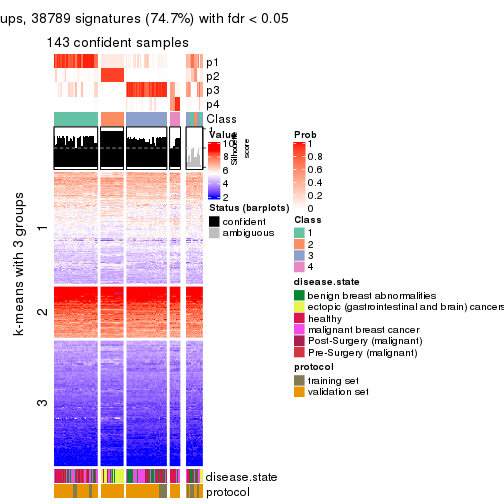 ups, 38789 signatures (74.7%) with fdr < 0.05
143 confident samples
p1
p2
p3
p4
Class
Silhouette
score
k-means with 3 groups
1
2
3
disease.state
protocol
Value
10
8
6
4
2
Status (barplots)
confident
ambiguous
Prob
1
0.8
0.6
0.4
0.2
0
Class
1
2
3
4
disease.state
benign breast abnormalities
ectopic (gastrointestinal and brain) cancers
healthy
malignant breast cancer
Post-Surgery (malignant)
Pre-Surgery (malignant)
protocol
training set
validation set